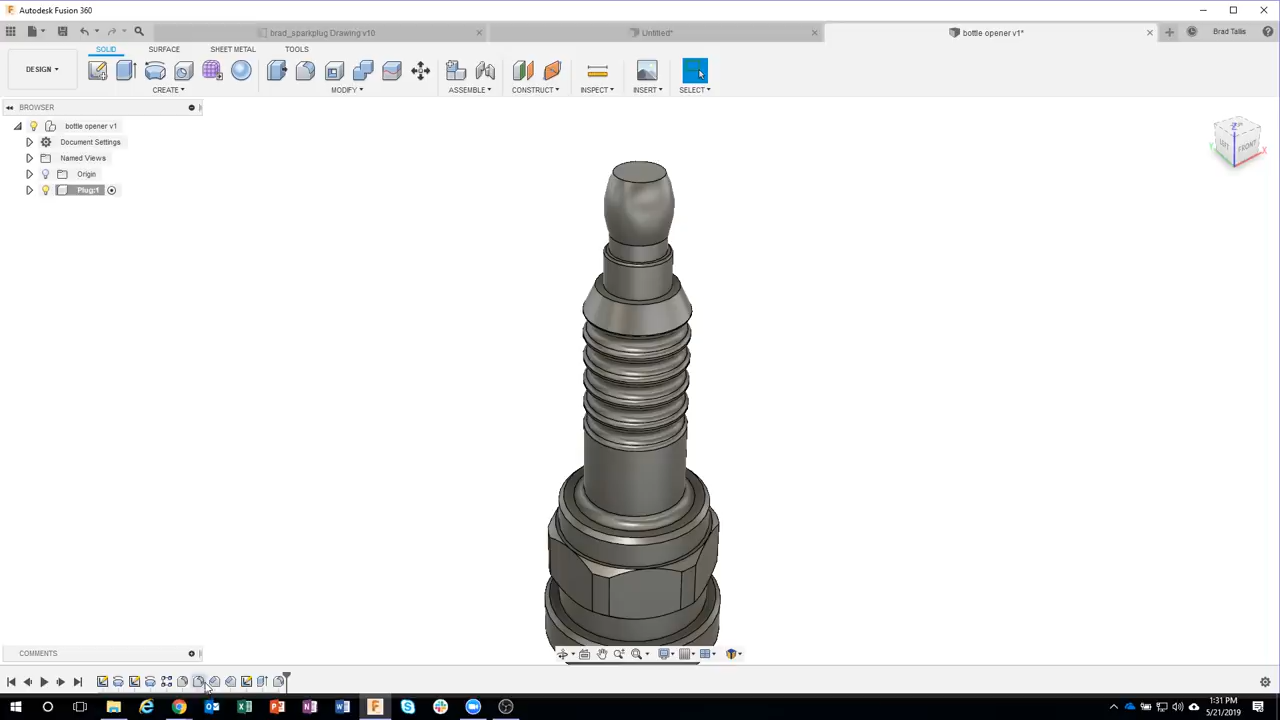 Autodesk Fusion 360
brad_sparkplug Drawing v10
Untitled*
bottle opener v1*
Brad Tallis
DESIGN
SOLID
SURFACE
SHEET METAL
TOOLS
CREATE
MODIFY
ASSEMBLE
CONSTRUCT
INSPECT
INSERT
SELECT
BROWSER
bottle opener v1
Document Settings
Named Views
Origin
Plug:1
Z
LEFT
FRONT
X
COMMENTS
1:31 PM
5/21/2019